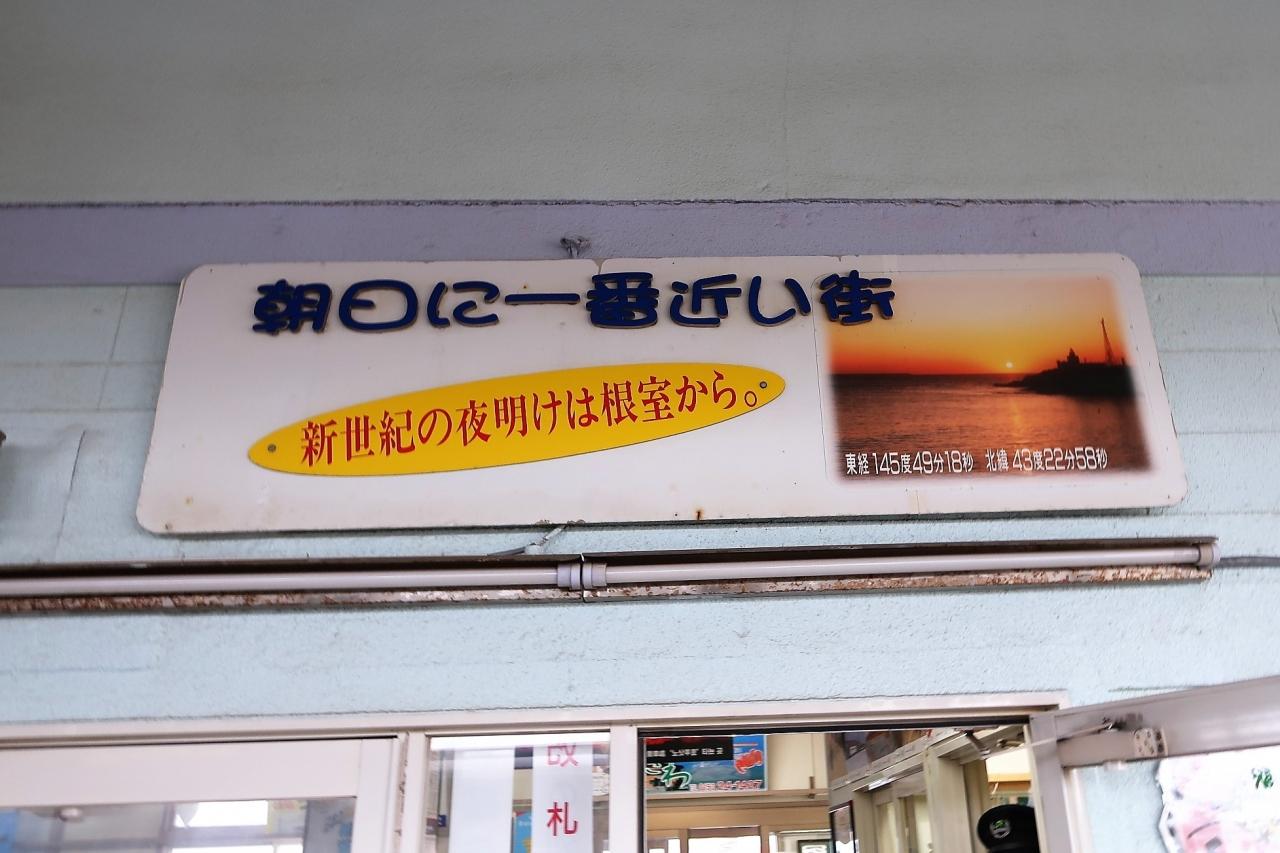 朝日に一番近い街
新世紀の夜明けは根室から。
東経 145度49分18秒 北緯 43度22分58秒
改札